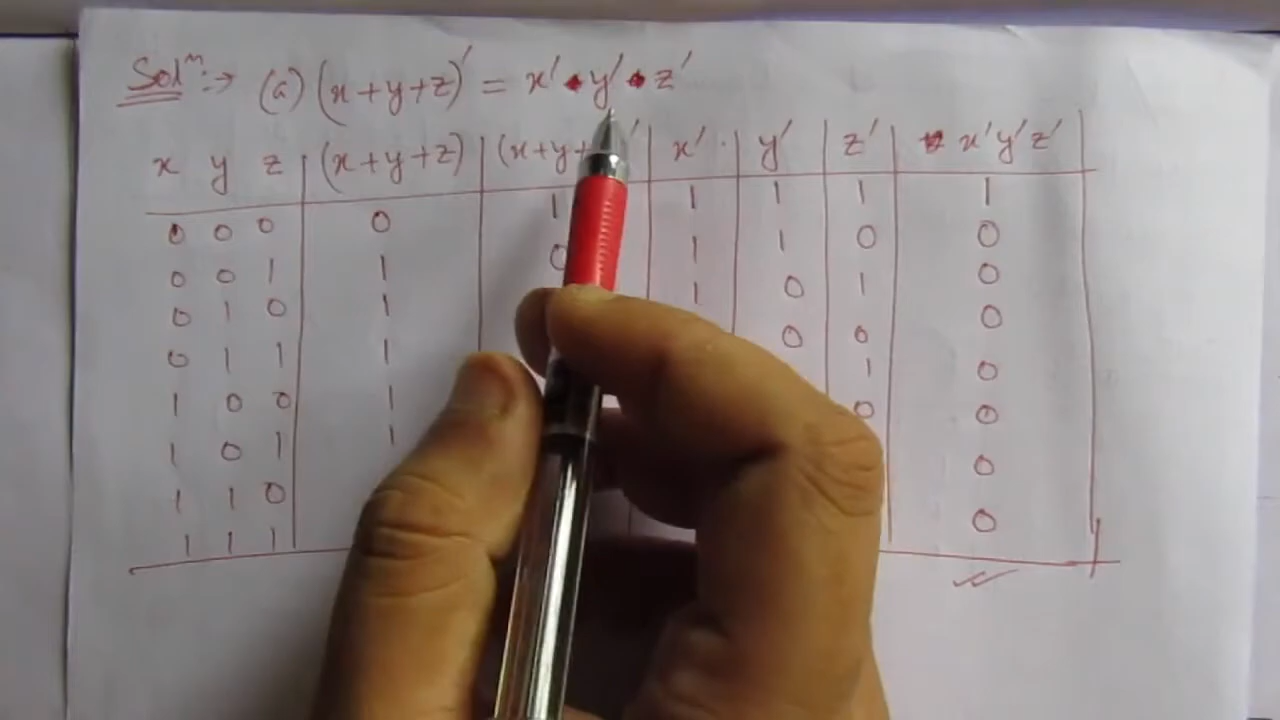 Solⁿ :→ (a) (x+y+z)' = x' • y' • z'
x y z (x+y+z) (x+y+ ' x' y' z' x'y'z'
0 0 0 0 1 1 1 1 1
0 0 1 1 0 1 1 0 0
0 1 0 1 1 0 1 0
0 1 1 1 0 0 0
1 0 0 1 1 0
1 0 1 1 0 0
1 1 0 0
1 1 1 0